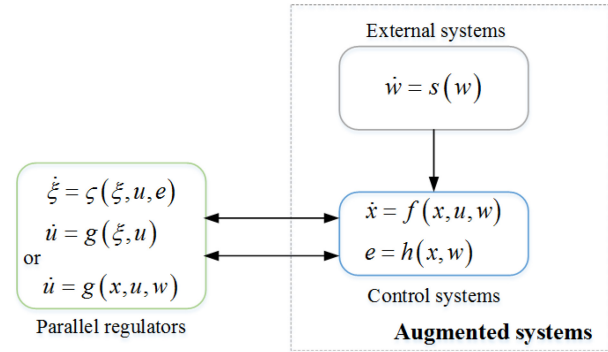 External systems
ẇ = s(w)
ξ̇ = ς(ξ,u,e)
u̇ = g(ξ,u)
or
u̇ = g(x,u,w)
Parallel regulators
ẋ = f(x,u,w)
e = h(x,w)
Control systems
Augmented systems